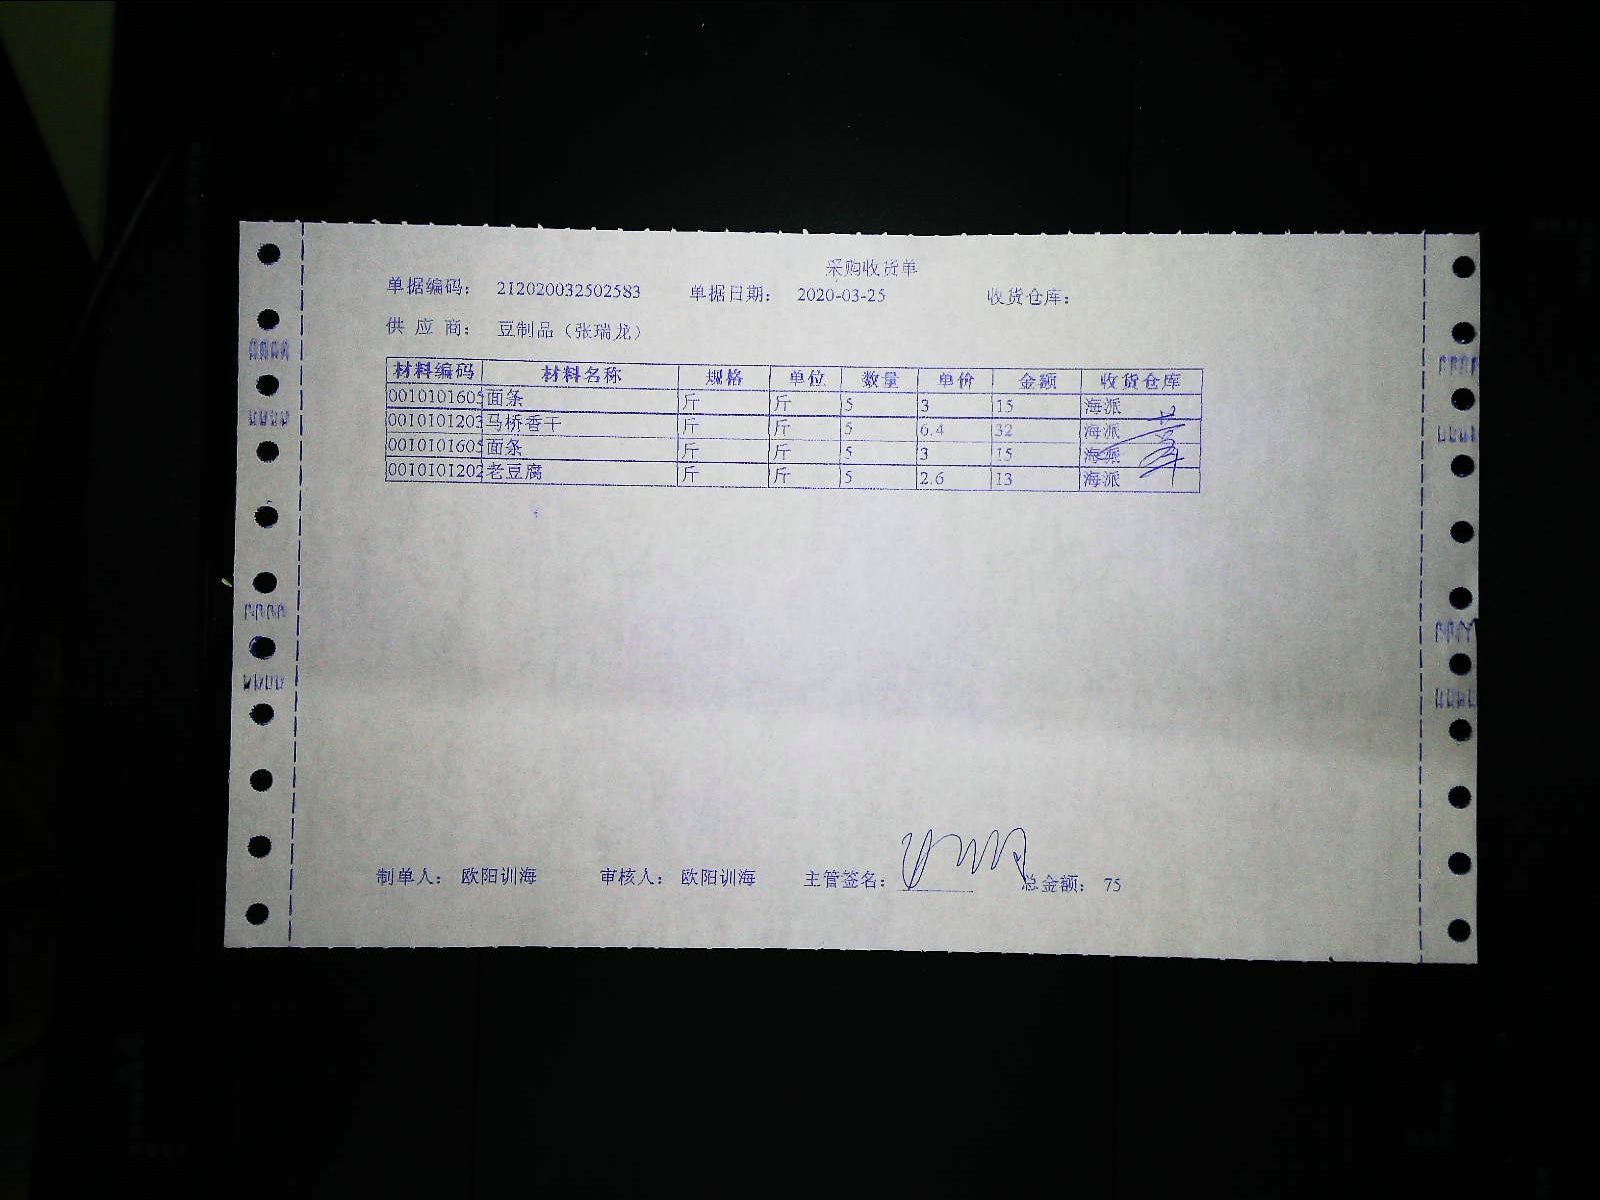 采购收货单
单据编码： 212020032502583 单据日期： 2020-03-25 收货仓库：
供 应 商： 豆制品（张瑞龙）
材料编码 材料名称 规格 单位 数量 单价 金额 收货仓库
0010101605 面条 斤 斤 5 3 15 海派
0010101203 马桥香干 斤 斤 5 6.4 32 海派
0010101605 面条 斤 斤 5 3 15 海派
0010101202 老豆腐 斤 斤 5 2.6 13 海派
制单人： 欧阳训海 审核人： 欧阳训海 主管签名： 总金额： 75